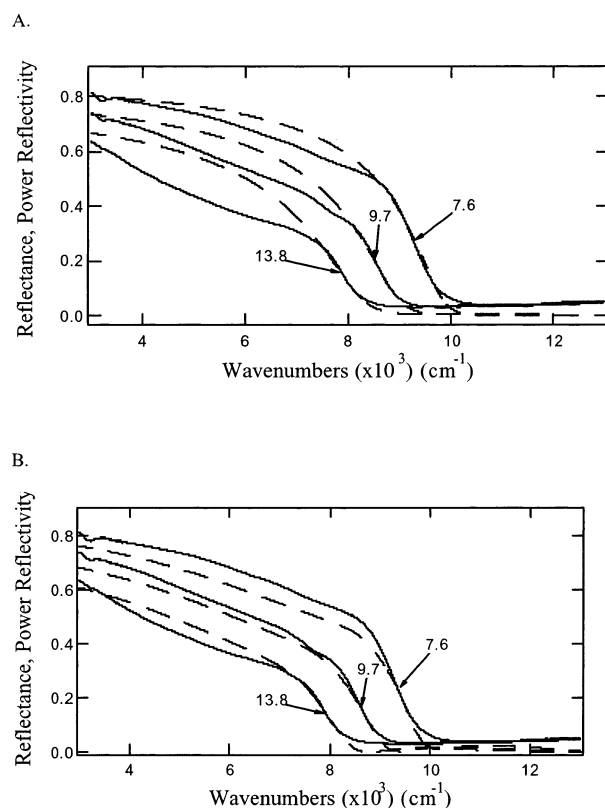 A.
Reflectance, Power Reflectivity
0.8
0.6
0.4
0.2
0.0
13.8
9.7
7.6
4 6 8 10 12
Wavenumbers (x10³) (cm⁻¹)
B.
Reflectance, Power Reflectivity
0.8
0.6
0.4
0.2
0.0
13.8
9.7
7.6
4 6 8 10 12
Wavenumbers (x10³) (cm⁻¹)